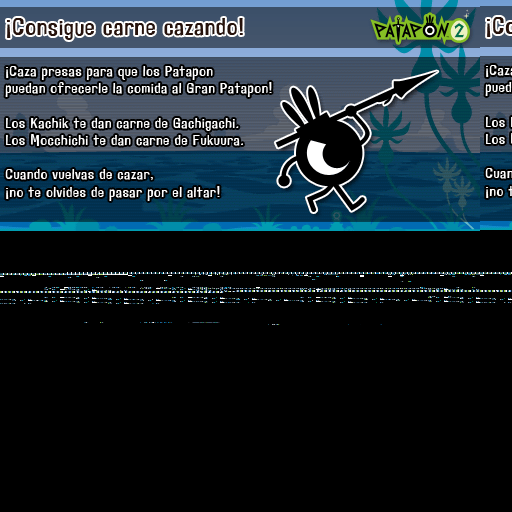 ¡Consigue carne cazando!
PATAPON 2
¡Co
¡Caza presas para que los Patapon
puedan ofrecerle la comida al Gran Patapon!
Los Kachik te dan carne de Gachigachi.
Los Mocchichi te dan carne de Fukuura.
Cuando vuelvas de cazar,
¡no te olvides de pasar por el altar!
¡Caza
pued
Los
Los
Cuan
¡no t